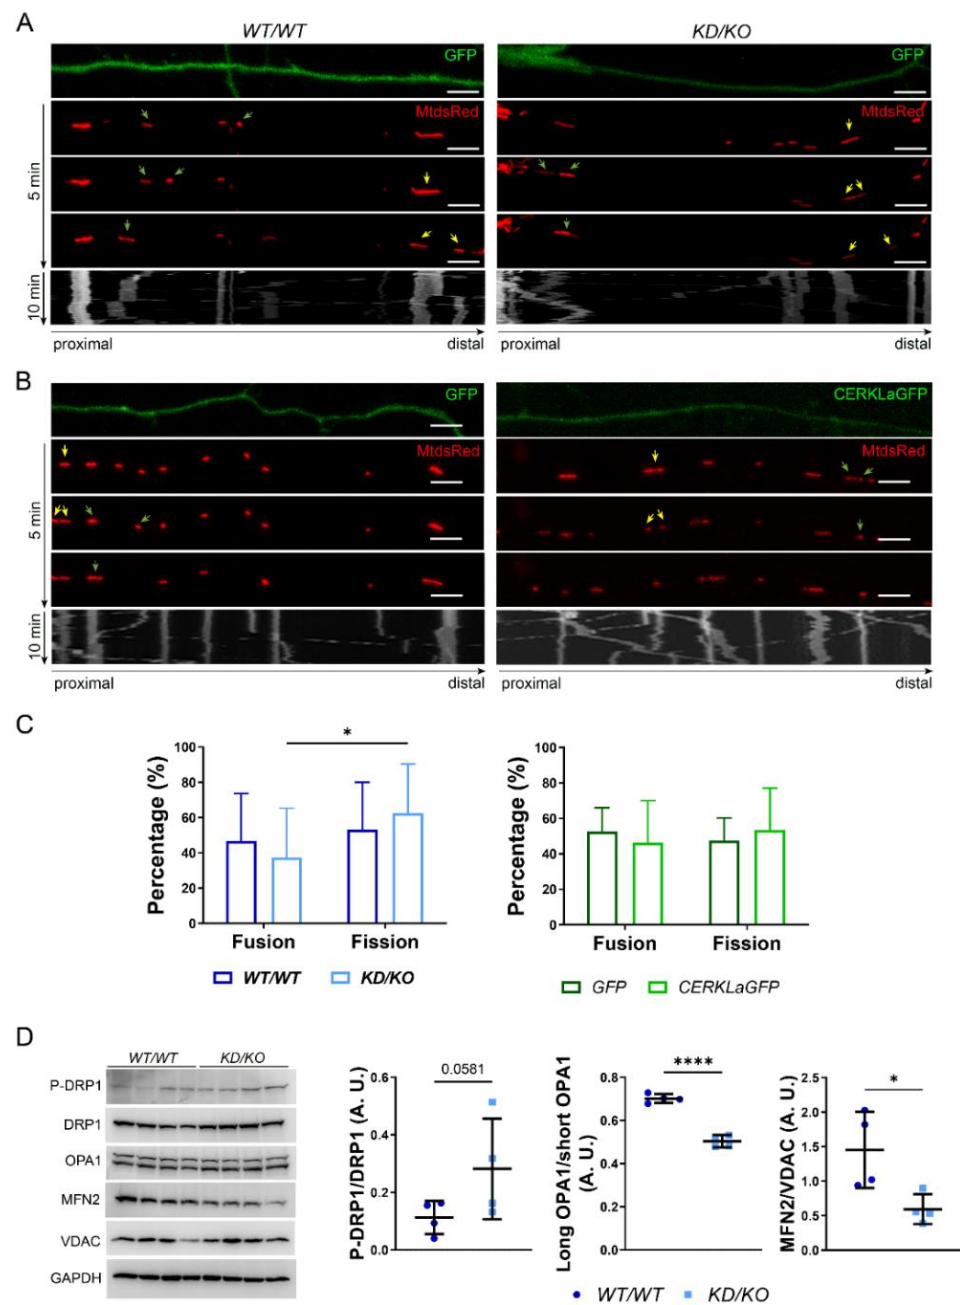 A
WT/WT
KD/KO
GFP
GFP
MtdsRed
MtdsRed
5 min
10 min
proximal
distal
proximal
distal
B
GFP
CERKLaGFP
MtdsRed
MtdsRed
5 min
10 min
proximal
distal
proximal
distal
C
Percentage (%)
100
80
60
40
20
0
*
Fusion
Fission
WT/WT
KD/KO
Percentage (%)
100
80
60
40
20
0
Fusion
Fission
GFP
CERKLaGFP
D
WT/WT
KD/KO
P-DRP1
DRP1
OPA1
MFN2
VDAC
GAPDH
P-DRP1/DRP1 (A. U.)
0.6
0.4
0.2
0.0
0.0581
Long OPA1/short OPA1
(A. U.)
0.8
0.6
0.4
0.2
0.0
****
MFN2/VDAC (A. U.)
2.5
2.0
1.5
1.0
0.5
0.0
*
WT/WT
KD/KO